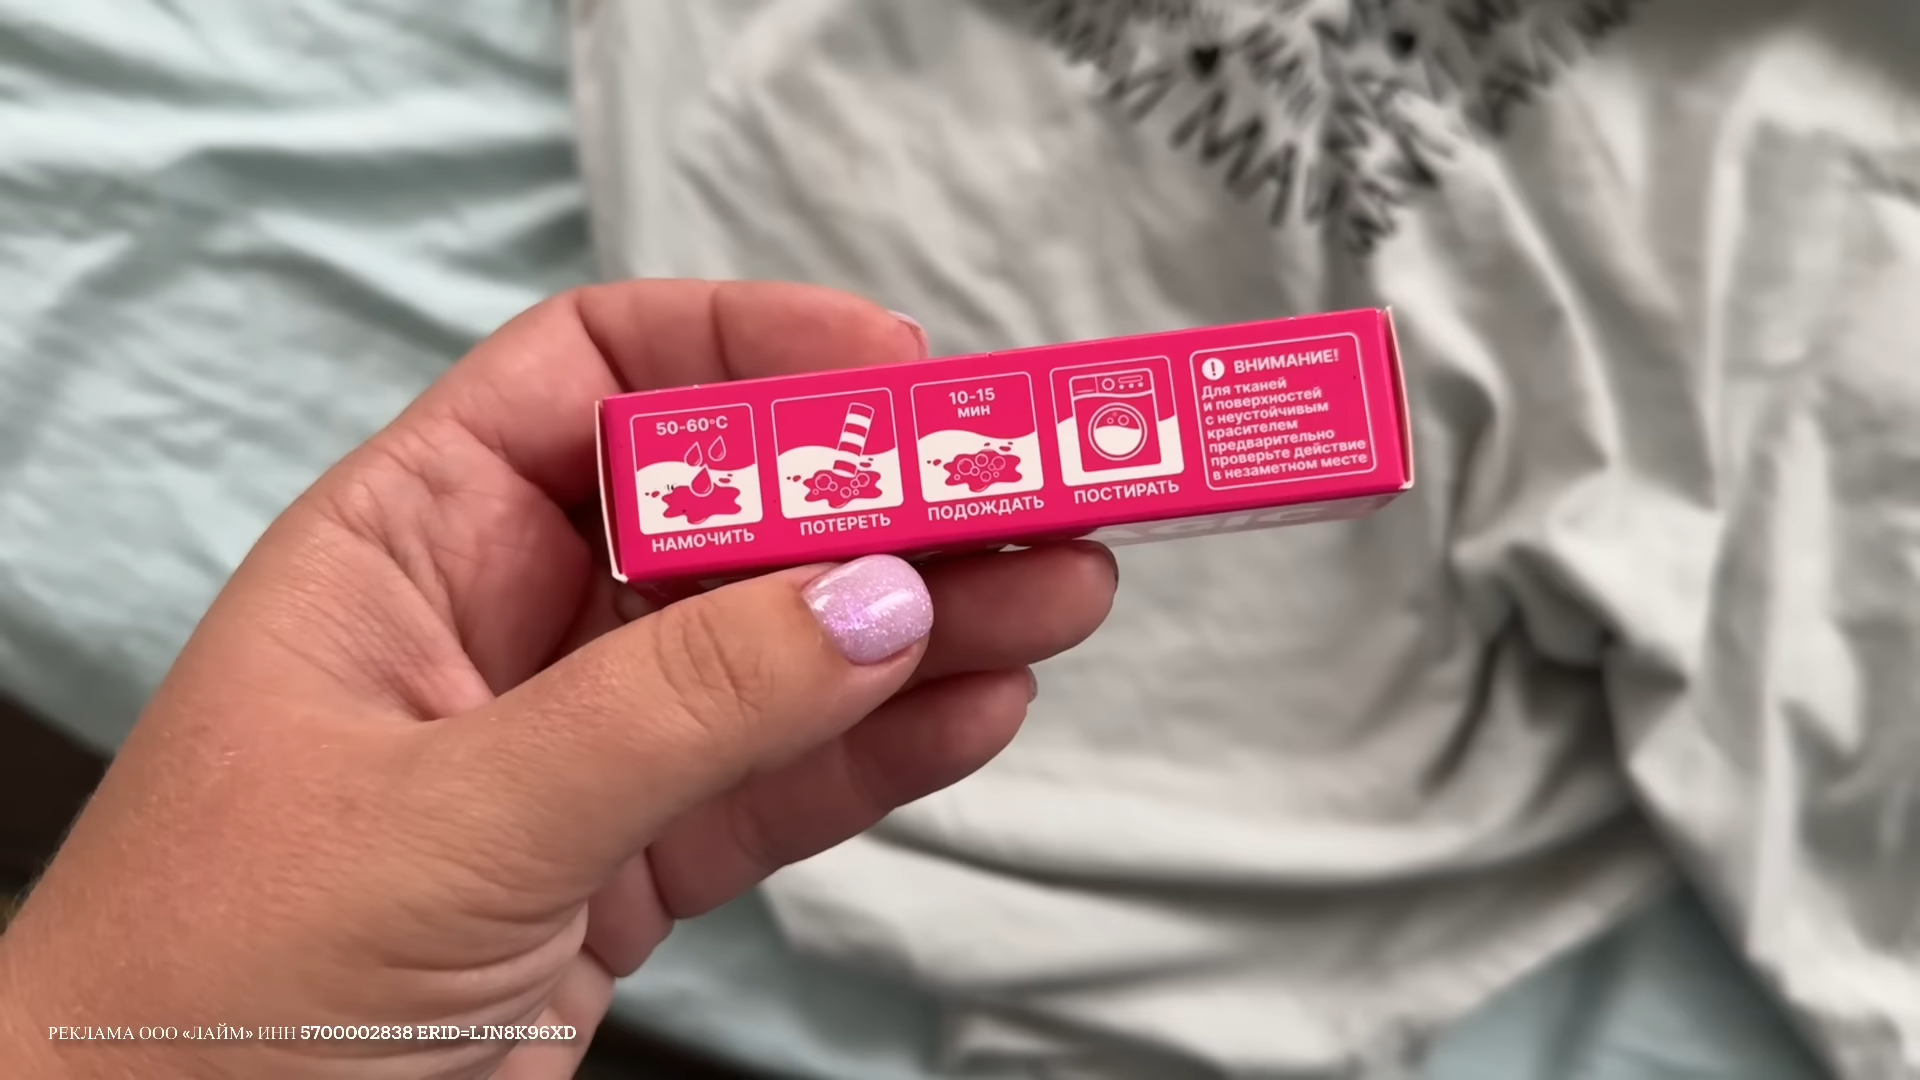 50-60°C
НАМОЧИТЬ
ПОТЕРЕТЬ
10-15
МИН
ПОДОЖДАТЬ
ПОСТИРАТЬ
! ВНИМАНИЕ!
Для тканей
и поверхностей
с неустойчивым
красителем
предварительно
проверьте действие
в незаметном месте
РЕКЛАМА ООО «ЛАЙМ» ИНН 5700002838 ERID=LJN8K96XD